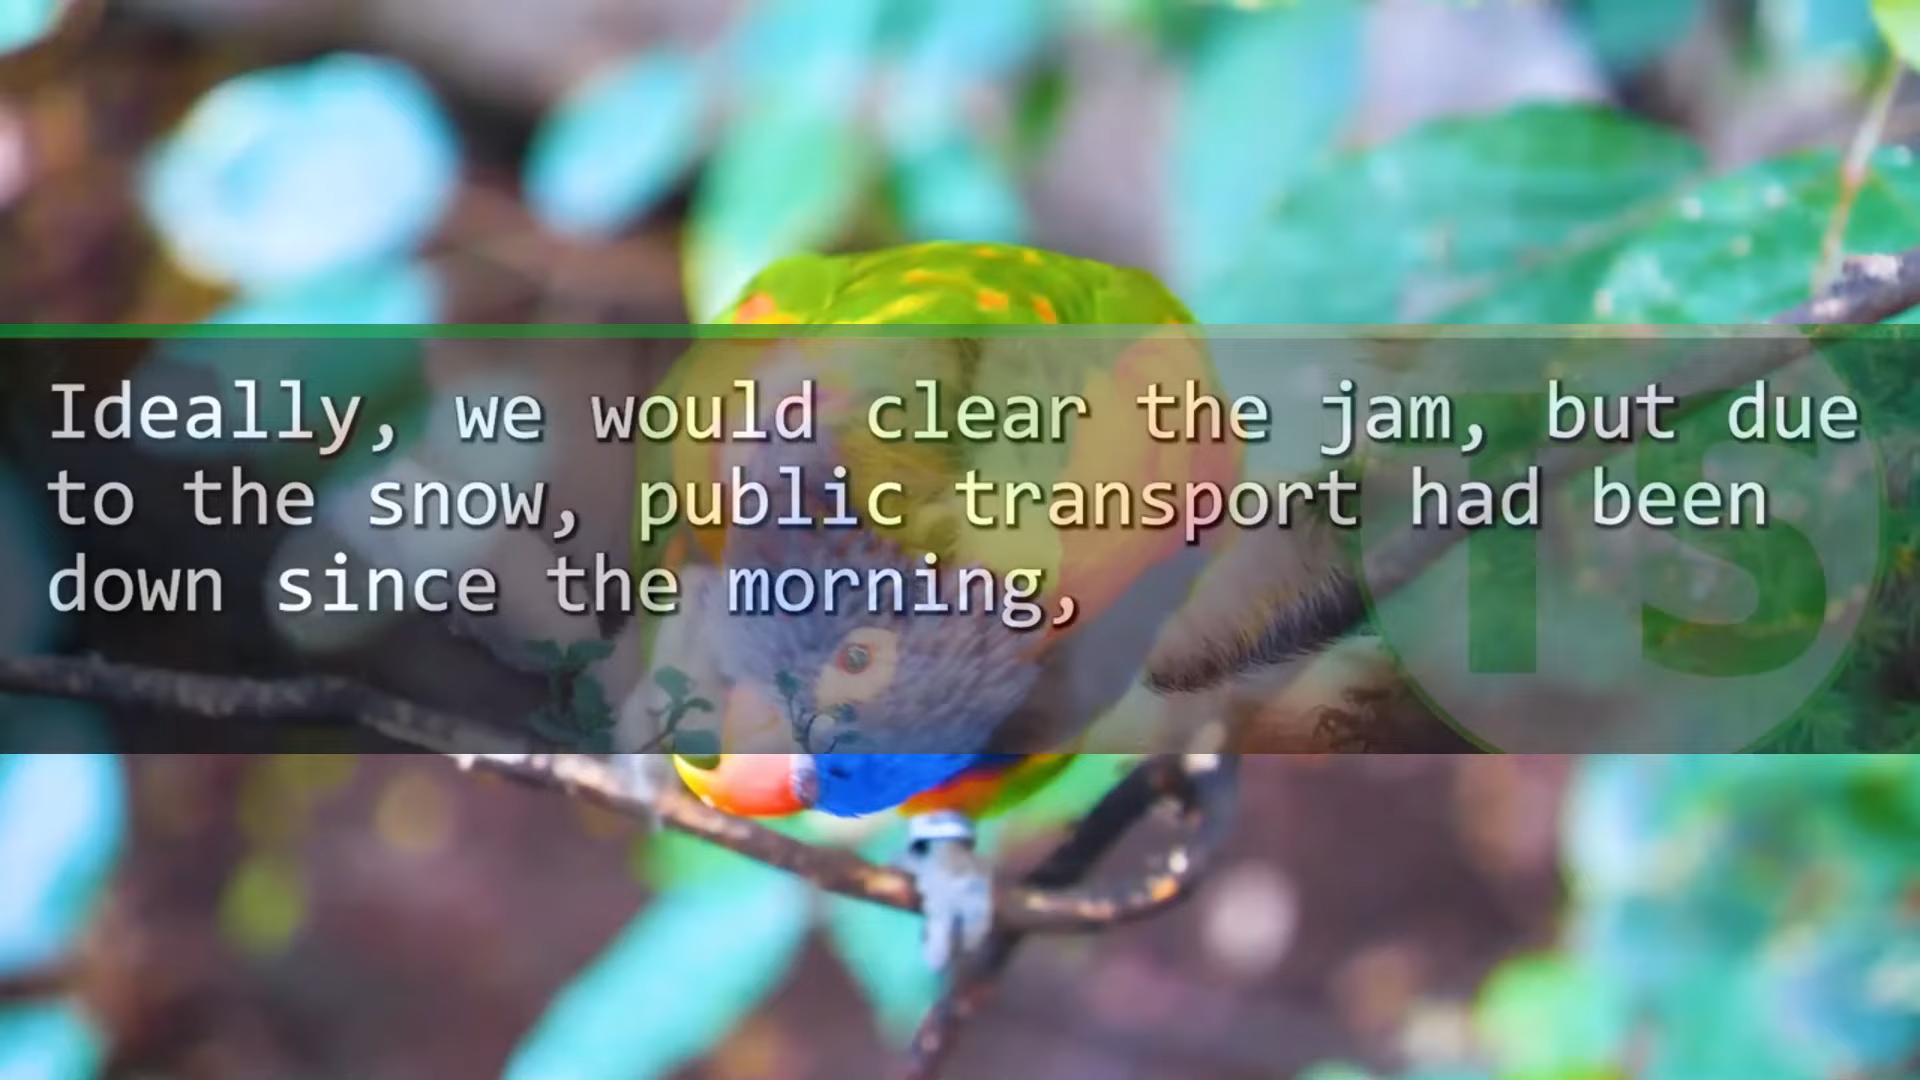 Ideally, we would clear the jam, but due
to the snow, public transport had been
down since the morning,
TS